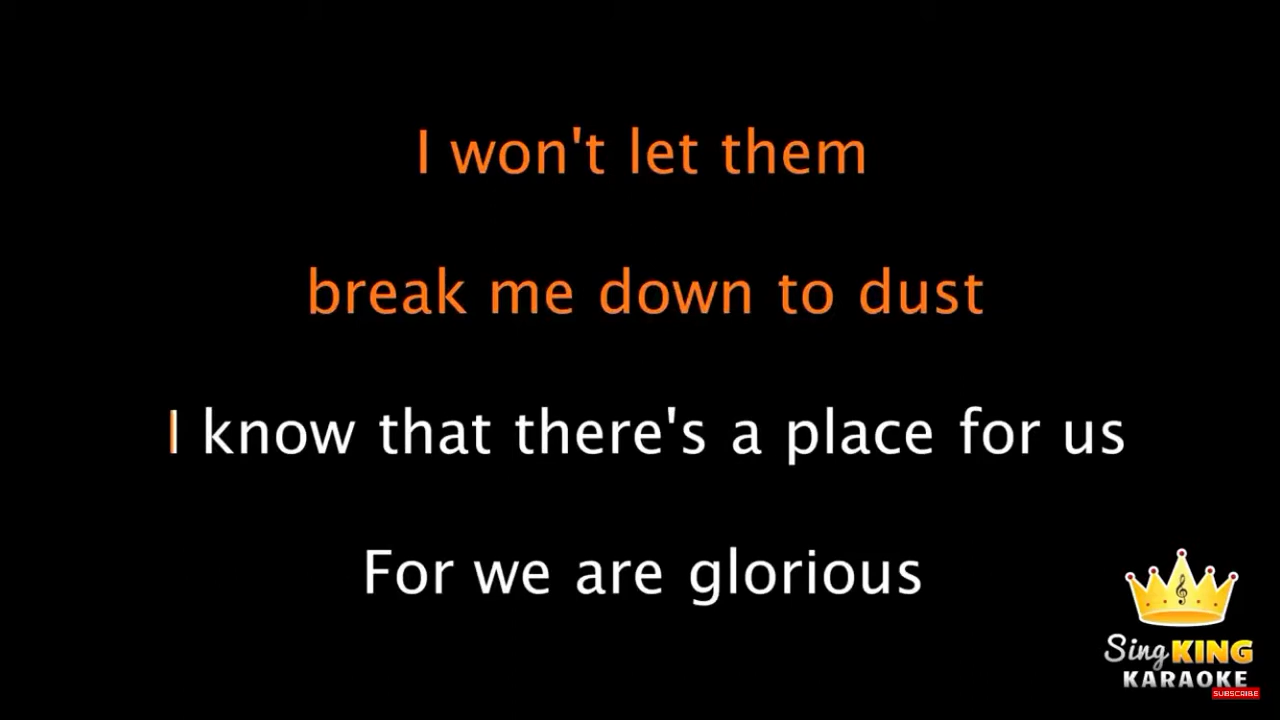 I won't let them
break me down to dust
I know that there's a place for us
For we are glorious
Sing KING
KARAOKE
SUBSCRIBE